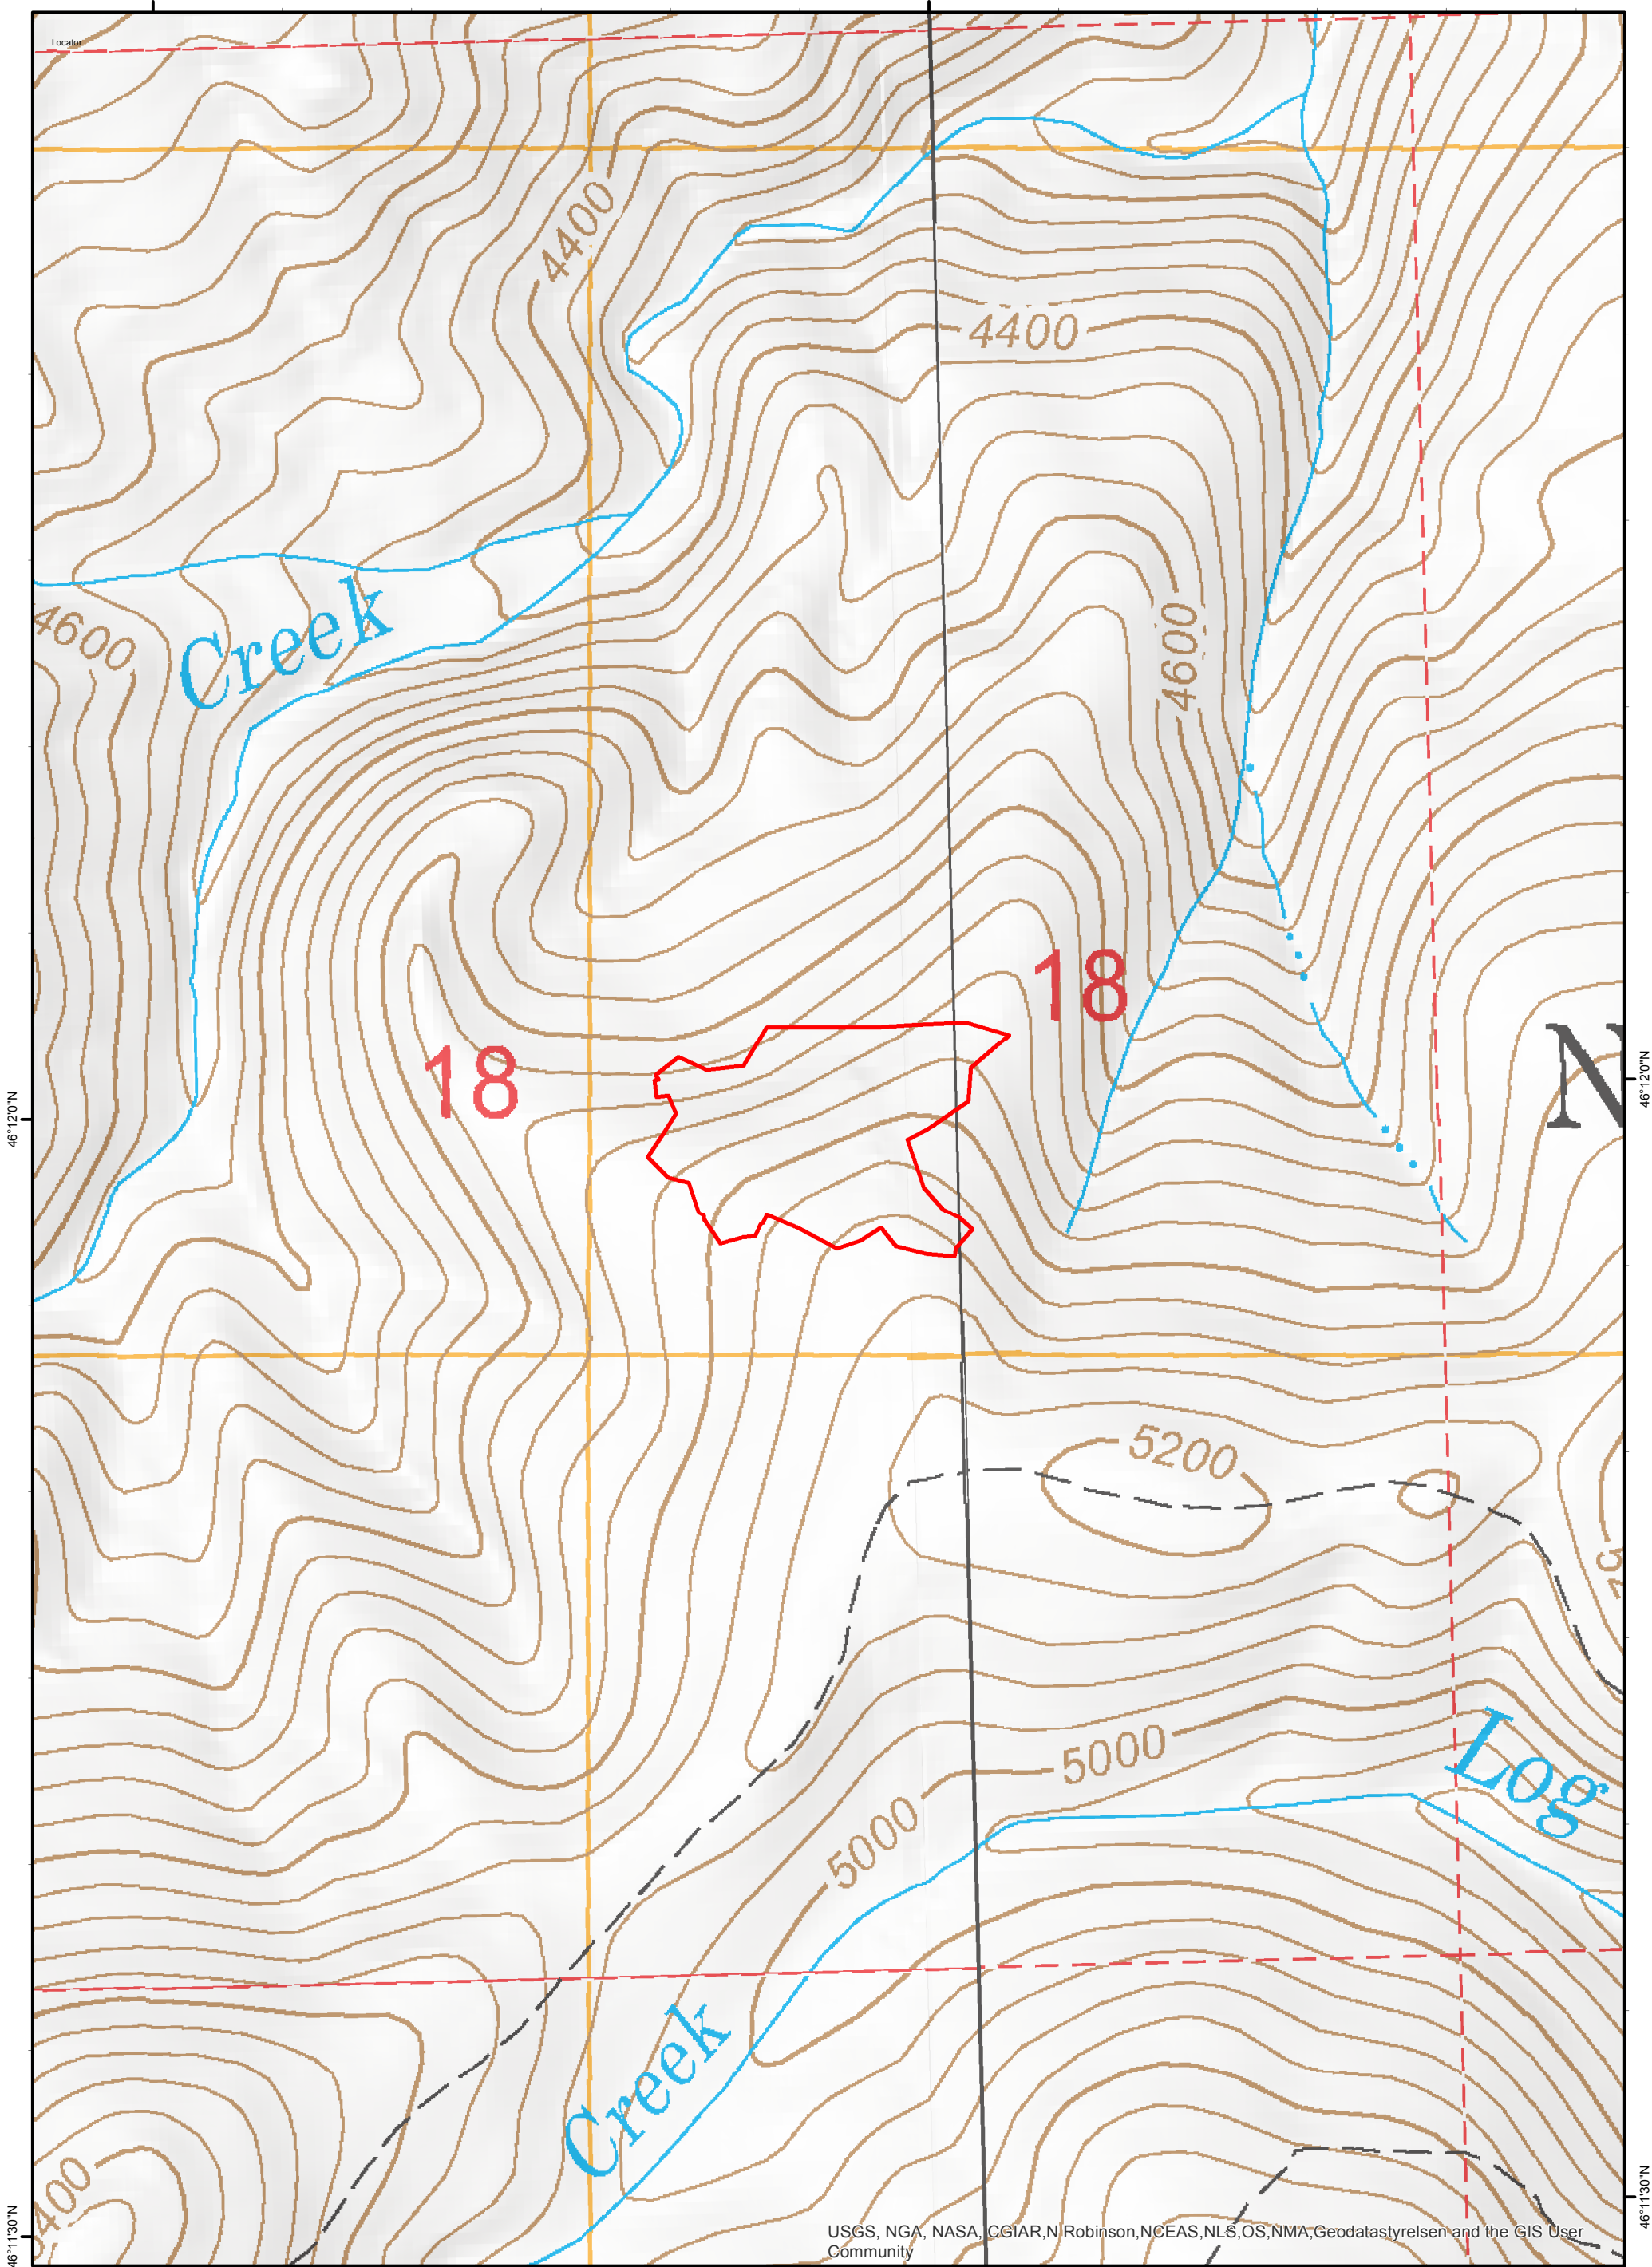 Locator
4400
4400
4600
Creek
4600
18
18
N
46°12'0"N
46°12'0"N
5200
5000
Log
5000
Creek
46°11'30"N
46°11'30"N
USGS, NGA, NASA, CGIAR,N Robinson,NCEAS,NLS,OS,NMA,Geodatastyrelsen and the GIS User
Community